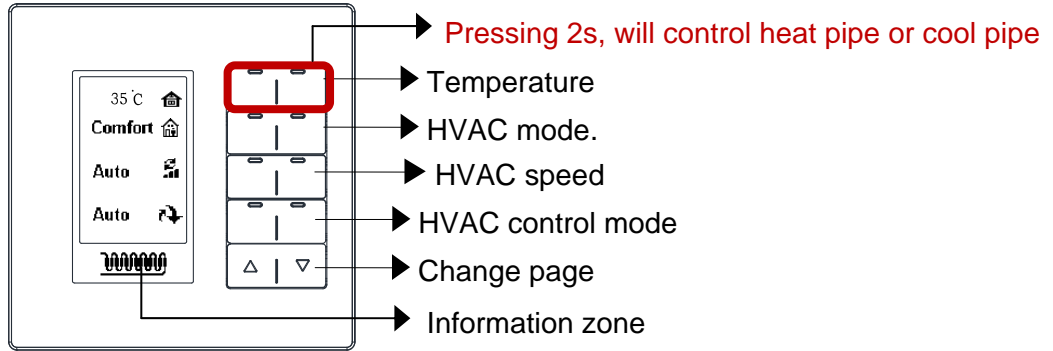 Pressing 2s, will control heat pipe or cool pipe
Temperature
35°C
Comfort
HVAC mode.
Auto
HVAC speed
Auto
HVAC control mode
Change page
Information zone